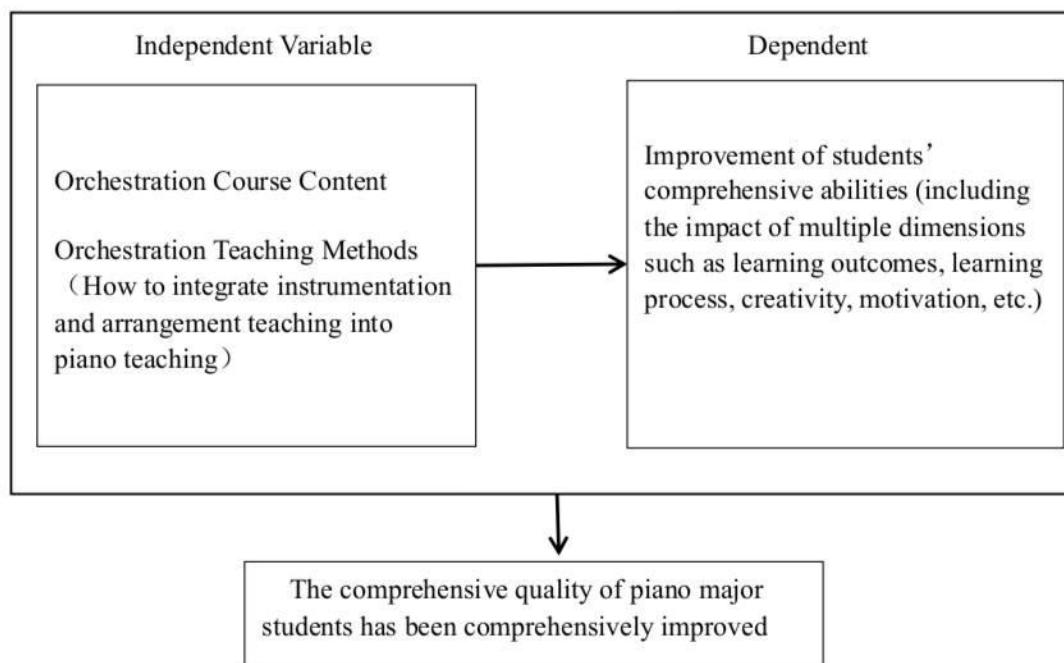 Independent Variable
Dependent
Orchestration Course Content
Orchestration Teaching Methods
（How to integrate instrumentation
and arrangement teaching into
piano teaching）
Improvement of students’
comprehensive abilities (including
the impact of multiple dimensions
such as learning outcomes, learning
process, creativity, motivation, etc.)
The comprehensive quality of piano major
students has been comprehensively improved